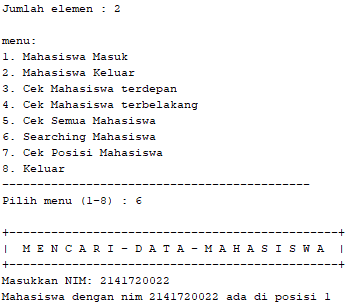 Jumlah elemen : 2
menu:
1. Mahasiswa Masuk
2. Mahasiswa Keluar
3. Cek Mahasiswa terdepan
4. Cek Mahasiswa terbelakang
5. Cek Semua Mahasiswa
6. Searching Mahasiswa
7. Cek Posisi Mahasiswa
8. Keluar
--------------------------------------------
Pilih menu (1-8) : 6
+-----------------------------------------------+
| M E N C A R I - D A T A - M A H A S I S W A |
+-----------------------------------------------+
Masukkan NIM: 2141720022
Mahasiswa dengan nim 2141720022 ada di posisi 1